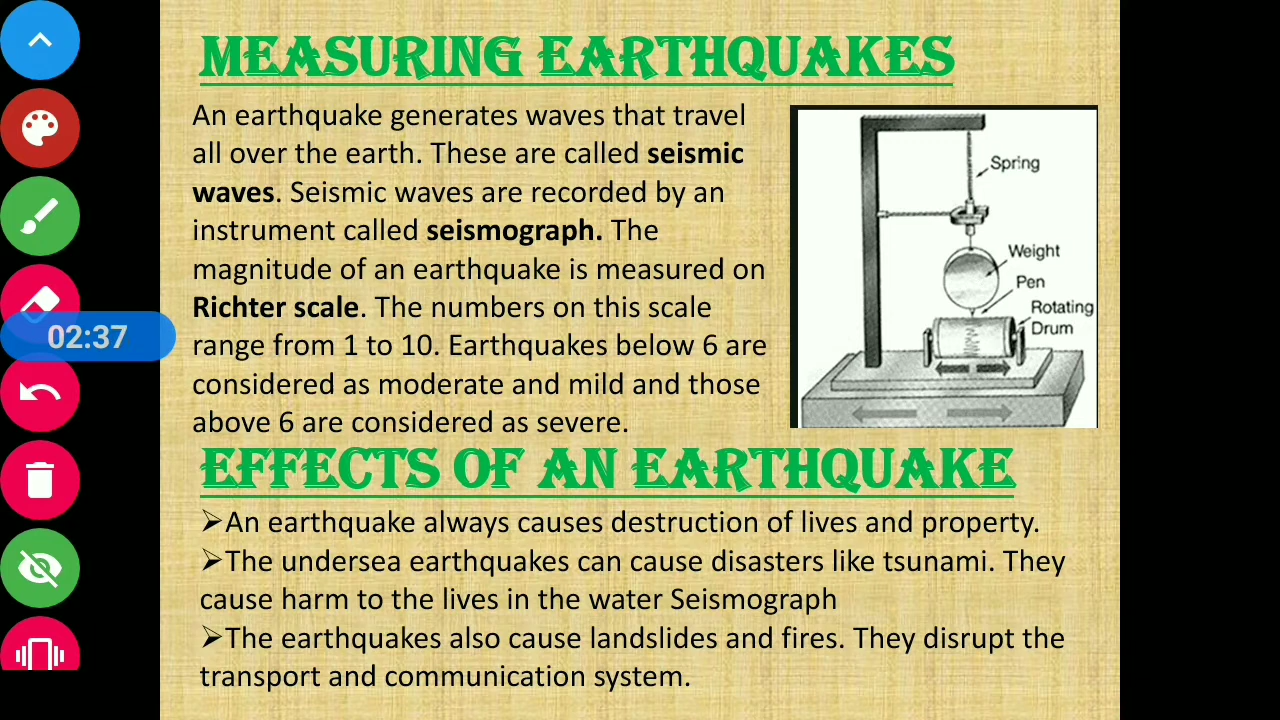 MEASURING EARTHQUAKES
An earthquake generates waves that travel
all over the earth. These are called seismic
waves. Seismic waves are recorded by an
instrument called seismograph. The
magnitude of an earthquake is measured on
Richter scale. The numbers on this scale
range from 1 to 10. Earthquakes below 6 are
considered as moderate and mild and those
above 6 are considered as severe.
Spring
Weight
Pen
Rotating
Drum
02:37
EFFECTS OF AN EARTHQUAKE
➢An earthquake always causes destruction of lives and property.
➢The undersea earthquakes can cause disasters like tsunami. They
cause harm to the lives in the water Seismograph
➢The earthquakes also cause landslides and fires. They disrupt the
transport and communication system.